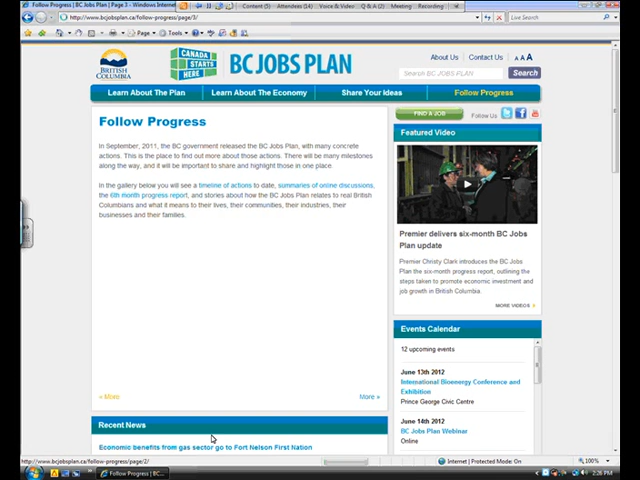 Follow Progress | BC Jobs Plan | Page 3 - Windows Internet
Content (5) Attendees (14) Voice & Video Q & A (2) Meeting Recording
http://www.bcjobsplan.ca/follow-progress/page/3/
Live Search
Page Tools
BRITISH COLUMBIA
CANADA STARTS HERE
BC JOBS PLAN
About Us Contact Us A A A
Search BC JOBS PLAN Search
Learn About The Plan Learn About The Economy Share Your Ideas Follow Progress
FIND A JOB Follow Us
Follow Progress
In September, 2011, the BC government released the BC Jobs Plan, with many concrete
actions. This is the place to find out more about those actions. There will be many milestones
along the way, and it will be important to share and highlight those in one place.
In the gallery below you will see a timeline of actions to date, summaries of online discussions,
the 6th month progress report, and stories about how the BC Jobs Plan relates to real British
Columbians and what it means to their lives, their communities, their industries, their
businesses and their families.
« More More »
Recent News
Economic benefits from gas sector go to Fort Nelson First Nation
Featured Video
Premier delivers six-month BC Jobs
Plan update
Premier Christy Clark introduces the BC Jobs
Plan the six-month progress report, outlining the
steps taken to promote economic investment and
job growth in British Columbia.
MORE VIDEOS
Events Calendar
12 upcoming events
June 13th 2012
International Bioenergy Conference and
Exhibition
Prince George Civic Centre
June 14th 2012
BC Jobs Plan Webinar
Online
http://www.bcjobsplan.ca/follow-progress/page/2/
Internet | Protected Mode: On 100%
Follow Progress | BC...
2:26 PM